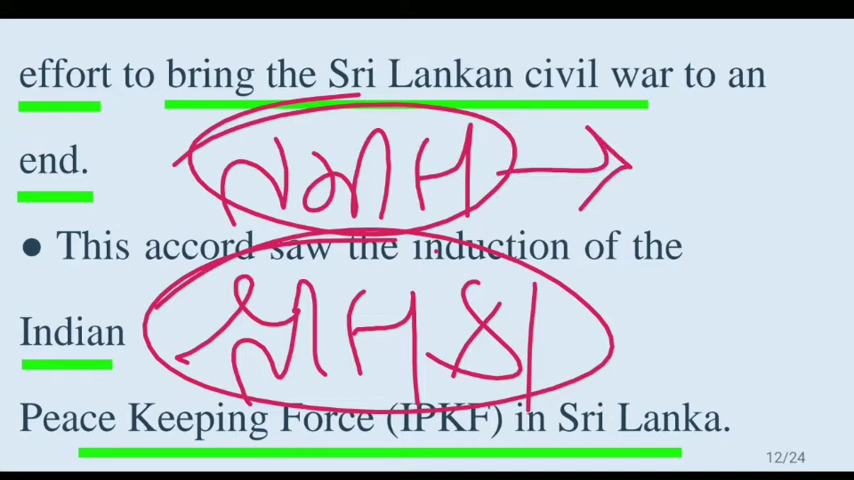 effort to bring the Sri Lankan civil war to an
end.
● This accord saw the induction of the
Indian
Peace Keeping Force (IPKF) in Sri Lanka.
12/24